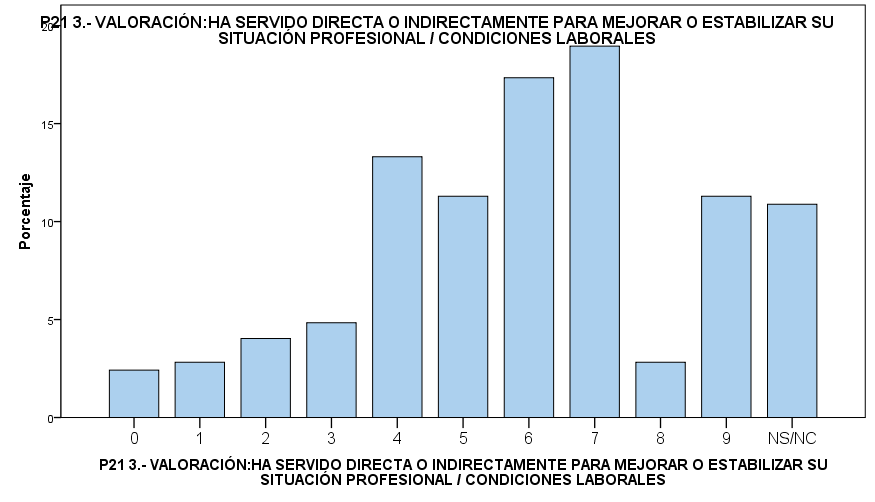 P21 3.- VALORACIÓN:HA SERVIDO DIRECTA O INDIRECTAMENTE PARA MEJORAR O ESTABILIZAR SU
SITUACIÓN PROFESIONAL / CONDICIONES LABORALES
20
15
10
5
0
Porcentaje
0 1 2 3 4 5 6 7 8 9 NS/NC
P21 3.- VALORACIÓN:HA SERVIDO DIRECTA O INDIRECTAMENTE PARA MEJORAR O ESTABILIZAR SU
SITUACIÓN PROFESIONAL / CONDICIONES LABORALES